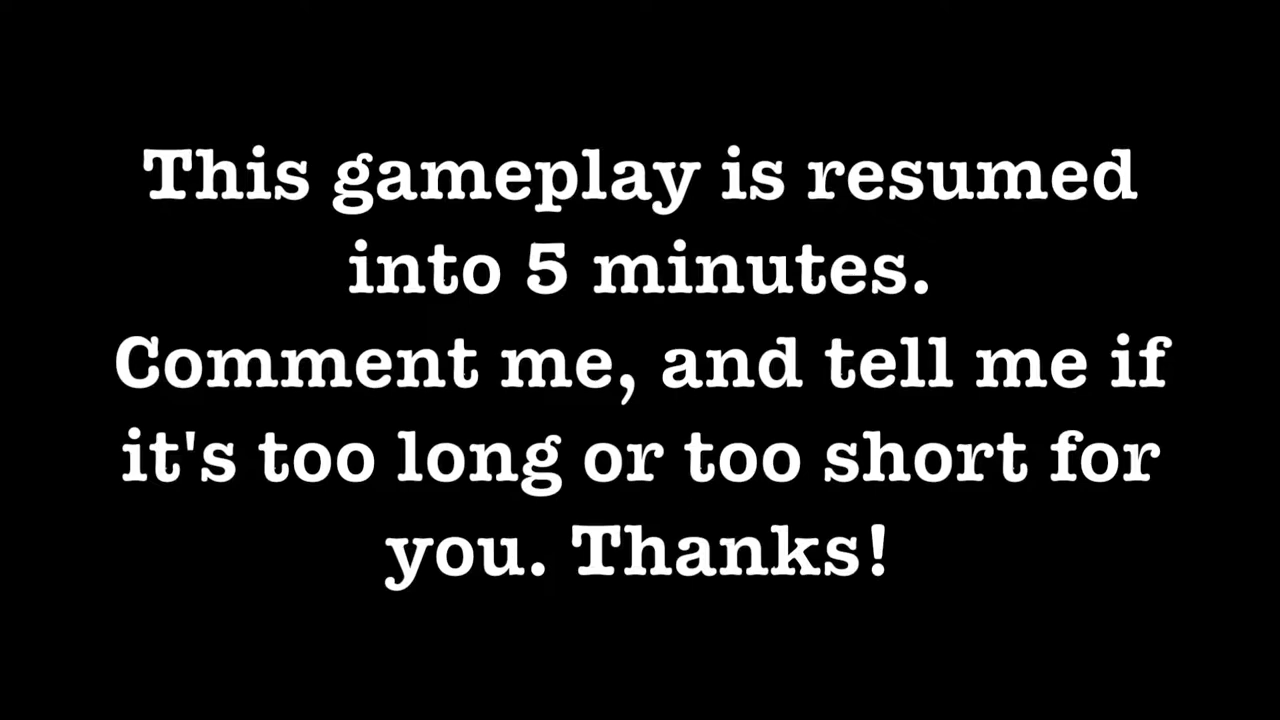 This gameplay is resumed
into 5 minutes.
Comment me, and tell me if
it's too long or too short for
you. Thanks!